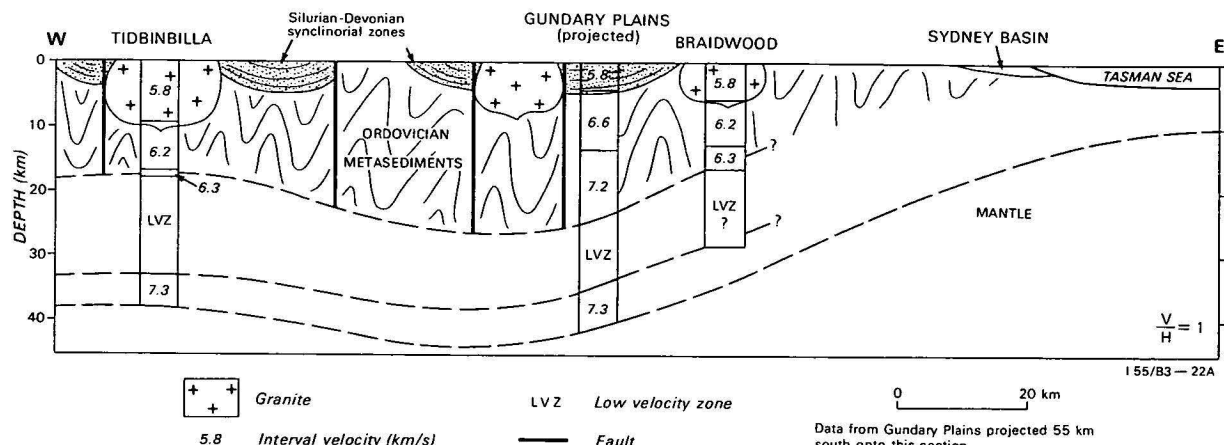 W
TIDBINBILLA
Silurian-Devonian
synclinorial zones
GUNDARY PLAINS
(projected)
BRAIDWOOD
SYDNEY BASIN
E
TASMAN SEA
DEPTH (km)
0
10
20
30
40
5.8
6.2
6.3
LVZ
7.3
ORDOVICIAN
METASEDIMENTS
5.8
6.6
7.2
LVZ
7.3
5.8
6.2
6.3
LVZ
?
?
?
MANTLE
V/H = 1
I 55/B3 — 22A
Granite
LVZ Low velocity zone
0 20 km
5.8 Interval velocity (km/s)
Fault
Data from Gundary Plains projected 55 km
south onto this section